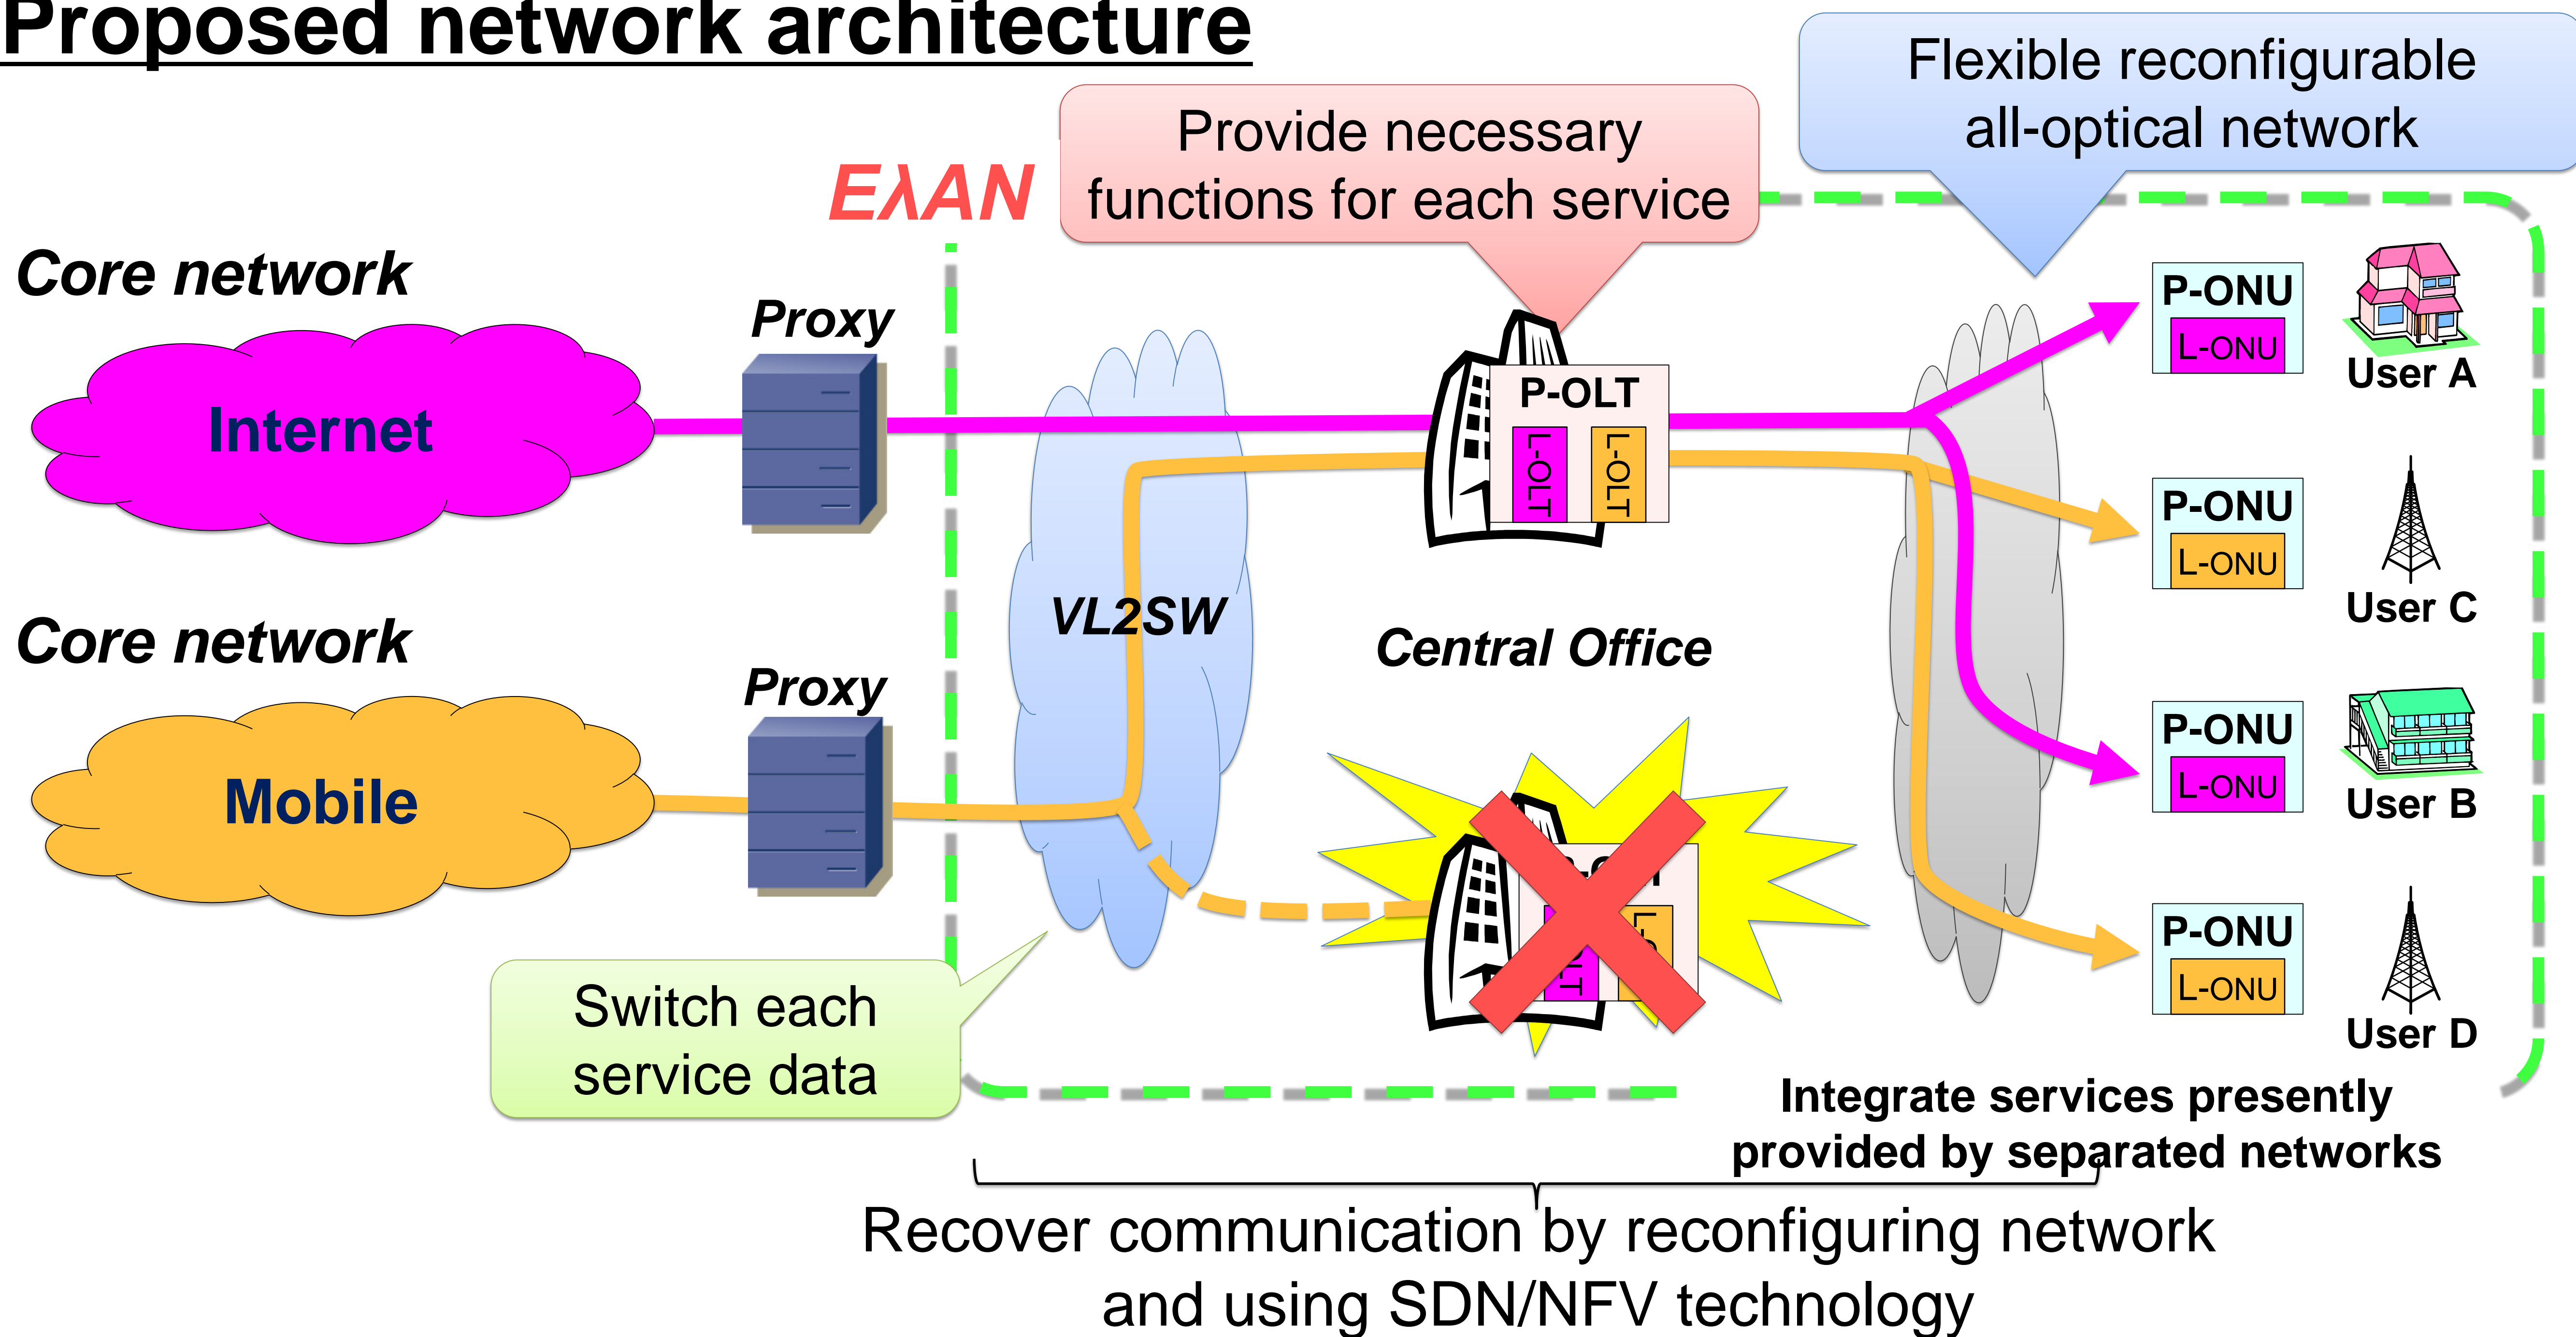 Proposed network architecture
Flexible reconfigurable
all-optical network
Provide necessary
functions for each service
EλAN
Core network
Internet
Proxy
P-OLT
L-OLT
L-OLT
P-ONU
L-ONU
User A
P-ONU
L-ONU
User C
Core network
Mobile
Proxy
VL2SW
Central Office
P-ONU
L-ONU
User B
P-ONU
L-ONU
User D
Switch each
service data
Integrate services presently
provided by separated networks
Recover communication by reconfiguring network
and using SDN/NFV technology